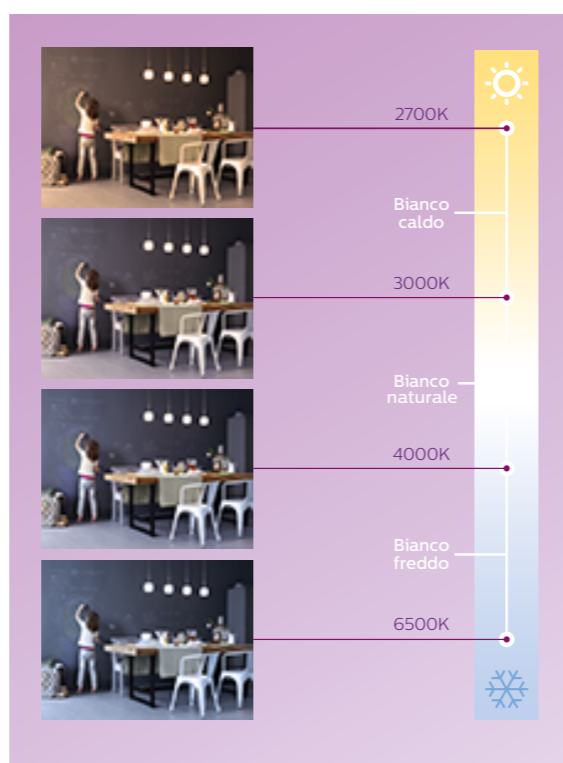 2700K
Bianco
caldo
3000K
Bianco
naturale
4000K
Bianco
freddo
6500K